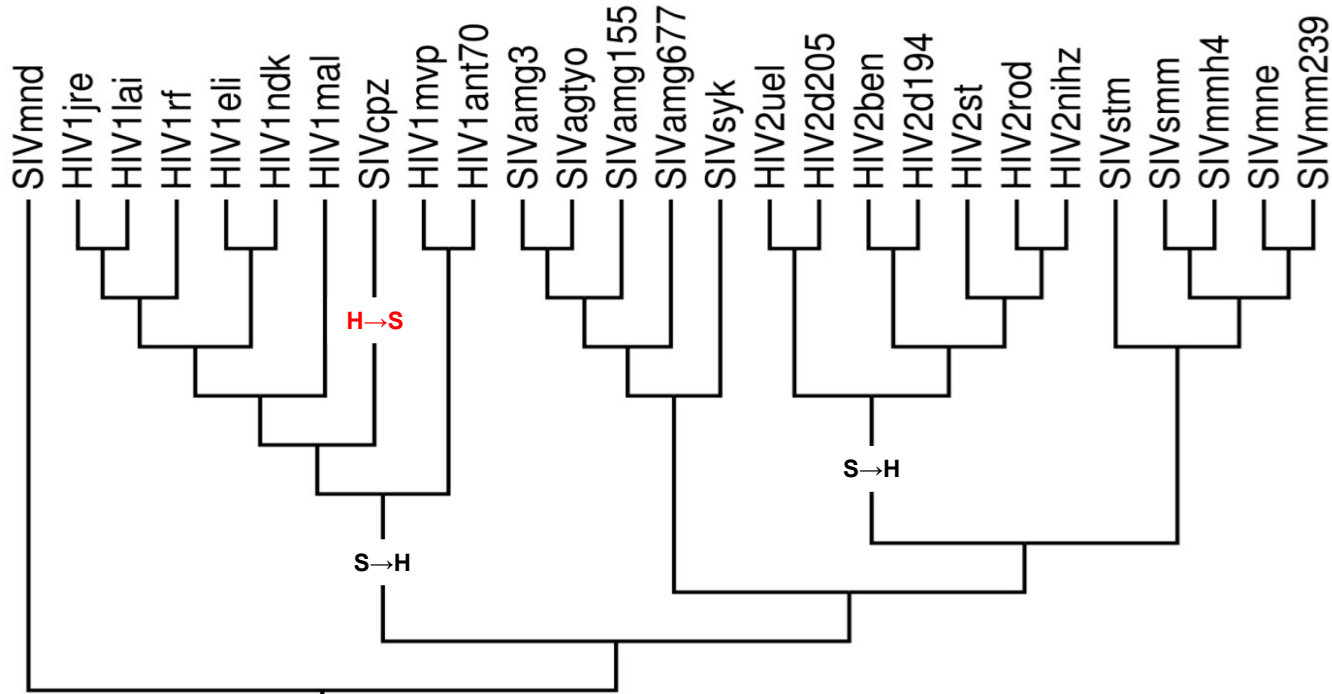 SIVmnd
HIV1jre
HIV1lai
HIV1rf
HIV1eli
HIV1ndk
HIV1mal
SIVcpz
HIV1mvp
HIV1ant70
SIVamg3
SIVagtyo
SIVamg155
SIVamg677
SIVsyk
HIV2uel
HIV2d205
HIV2ben
HIV2d194
HIV2st
HIV2rod
HIV2nihz
SIVstm
SIVsmm
SIVmmh4
SIVmne
SIVmm239
H→S
S→H
S→H